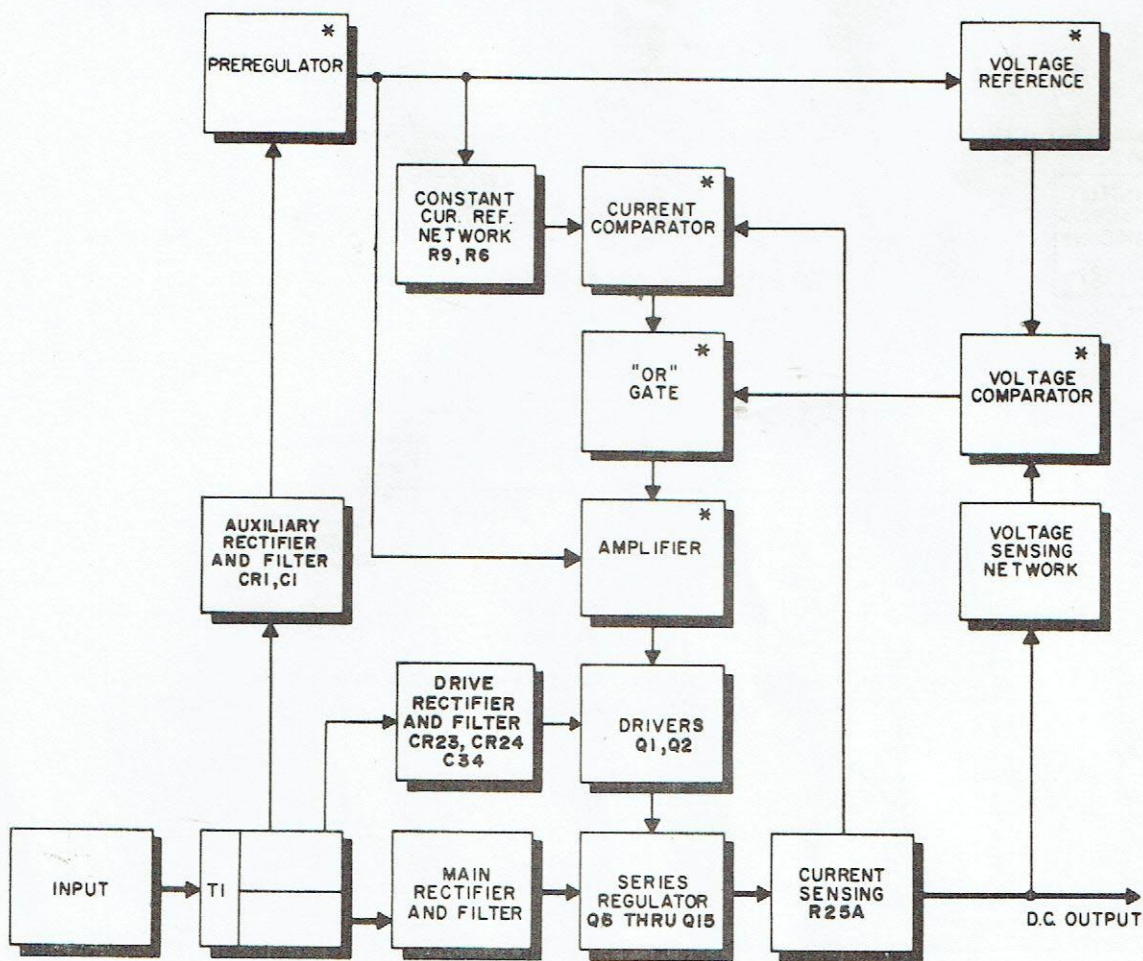 *
PREREGULATOR
*
VOLTAGE
REFERENCE
CONSTANT
CUR. REF.
NETWORK
R9, R6
*
CURRENT
COMPARATOR
*
"OR"
GATE
*
VOLTAGE
COMPARATOR
AUXILIARY
RECTIFIER
AND FILTER
CR1, C1
*
AMPLIFIER
VOLTAGE
SENSING
NETWORK
DRIVE
RECTIFIER
AND FILTER
CR23, CR24
C34
DRIVERS
Q1, Q2
INPUT
T1
MAIN
RECTIFIER
AND FILTER
SERIES
REGULATOR
Q6 THRU Q15
CURRENT
SENSING
R25A
D.C. OUTPUT